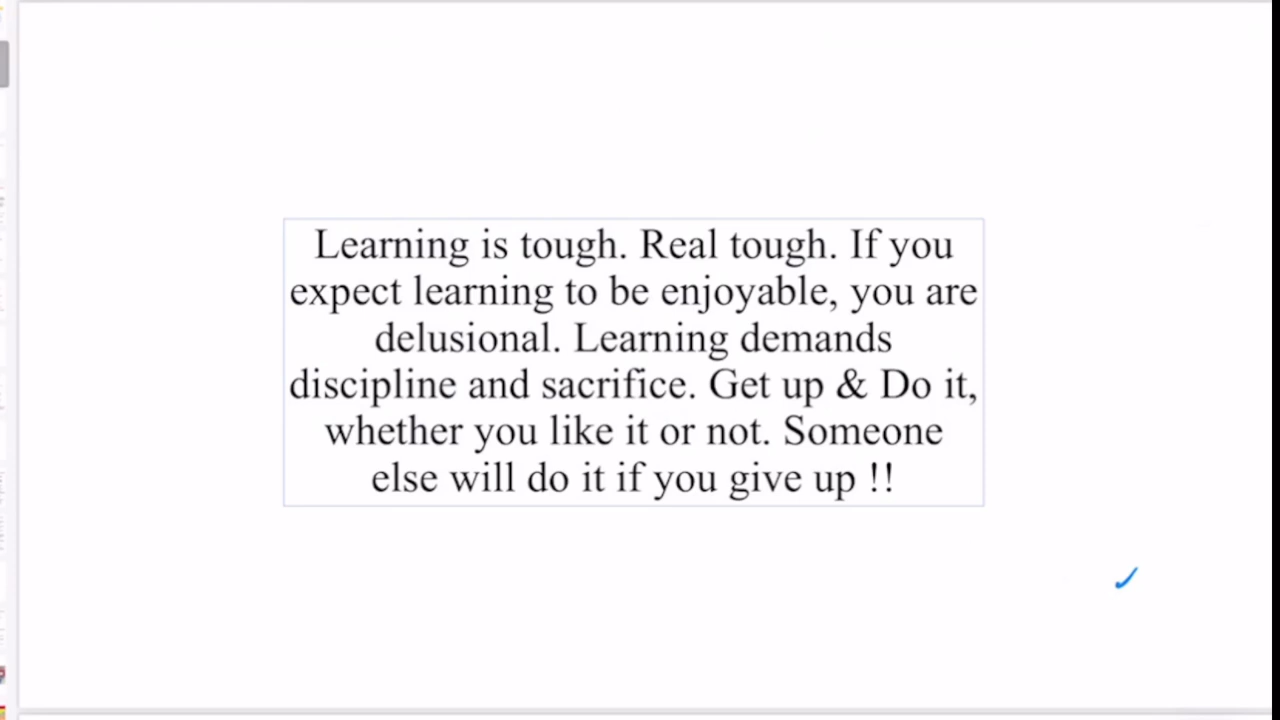 Learning is tough. Real tough. If you
expect learning to be enjoyable, you are
delusional. Learning demands
discipline and sacrifice. Get up & Do it,
whether you like it or not. Someone
else will do it if you give up !!